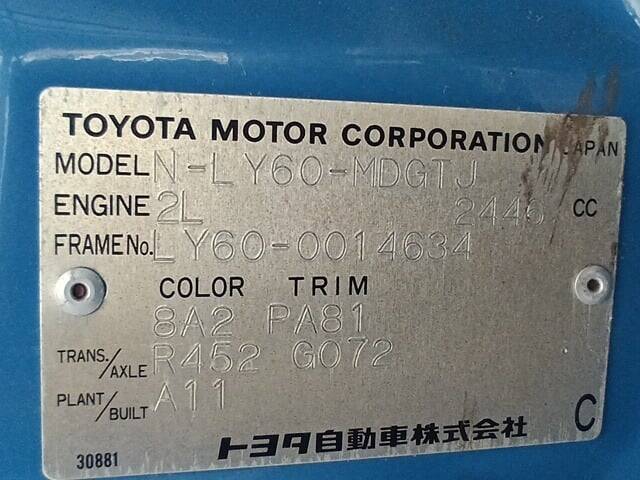 TOYOTA MOTOR CORPORATION JAPAN
MODEL N-LY60-MDGTJ
ENGINE 2L 2446 CC
FRAME No. LY60-0014634
COLOR TRIM
8A2 PA81
TRANS./AXLE R452 G072
PLANT/BUILT A11
C
トヨタ自動車株式会社
30881